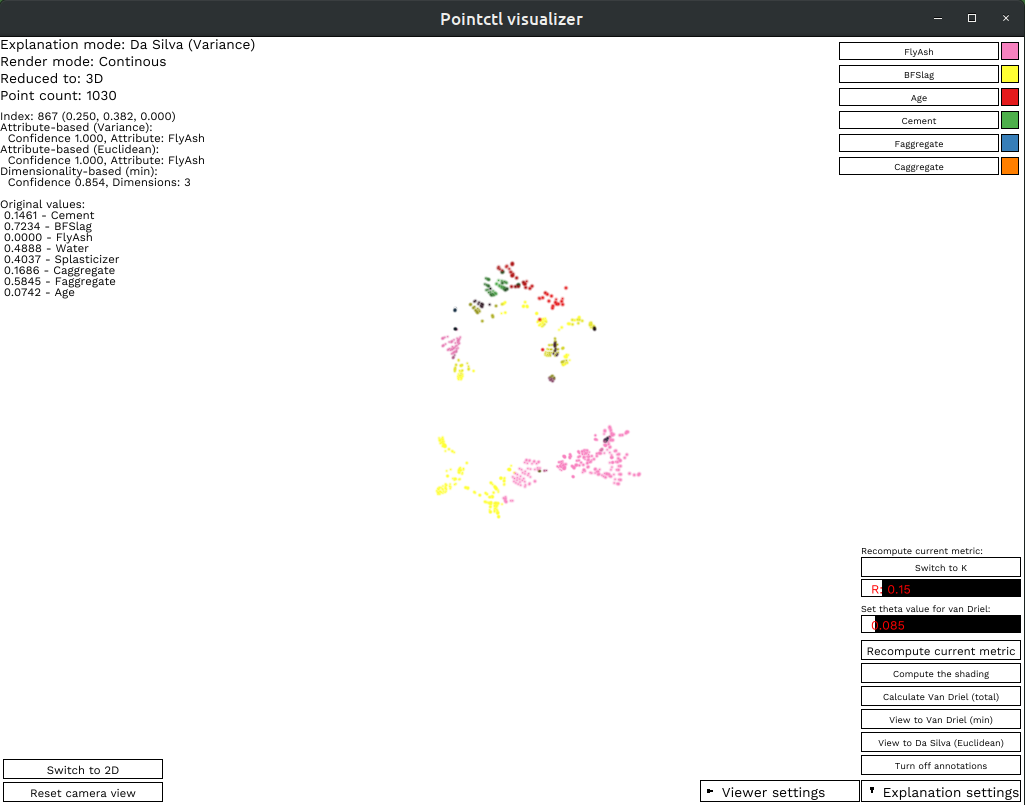 Pointctl visualizer
Explanation mode: Da Silva (Variance)
Render mode: Continous
Reduced to: 3D
Point count: 1030
Index: 867 (0.250, 0.382, 0.000)
Attribute-based (Variance):
Confidence 1.000, Attribute: FlyAsh
Attribute-based (Euclidean):
Confidence 1.000, Attribute: FlyAsh
Dimensionality-based (min):
Confidence 0.854, Dimensions: 3
Original values:
0.1461 - Cement
0.7234 - BFSlag
0.0000 - FlyAsh
0.4888 - Water
0.4037 - Splasticizer
0.1686 - Caggregate
0.5845 - Faggregate
0.0742 - Age
FlyAsh
BFSlag
Age
Cement
Faggregate
Caggregate
Recompute current metric:
Switch to K
R: 0.15
Set theta value for van Driel:
0.085
Recompute current metric
Compute the shading
Calculate Van Driel (total)
View to Van Driel (min)
View to Da Silva (Euclidean)
Turn off annotations
Switch to 2D
Reset camera view
Viewer settings
Explanation settings